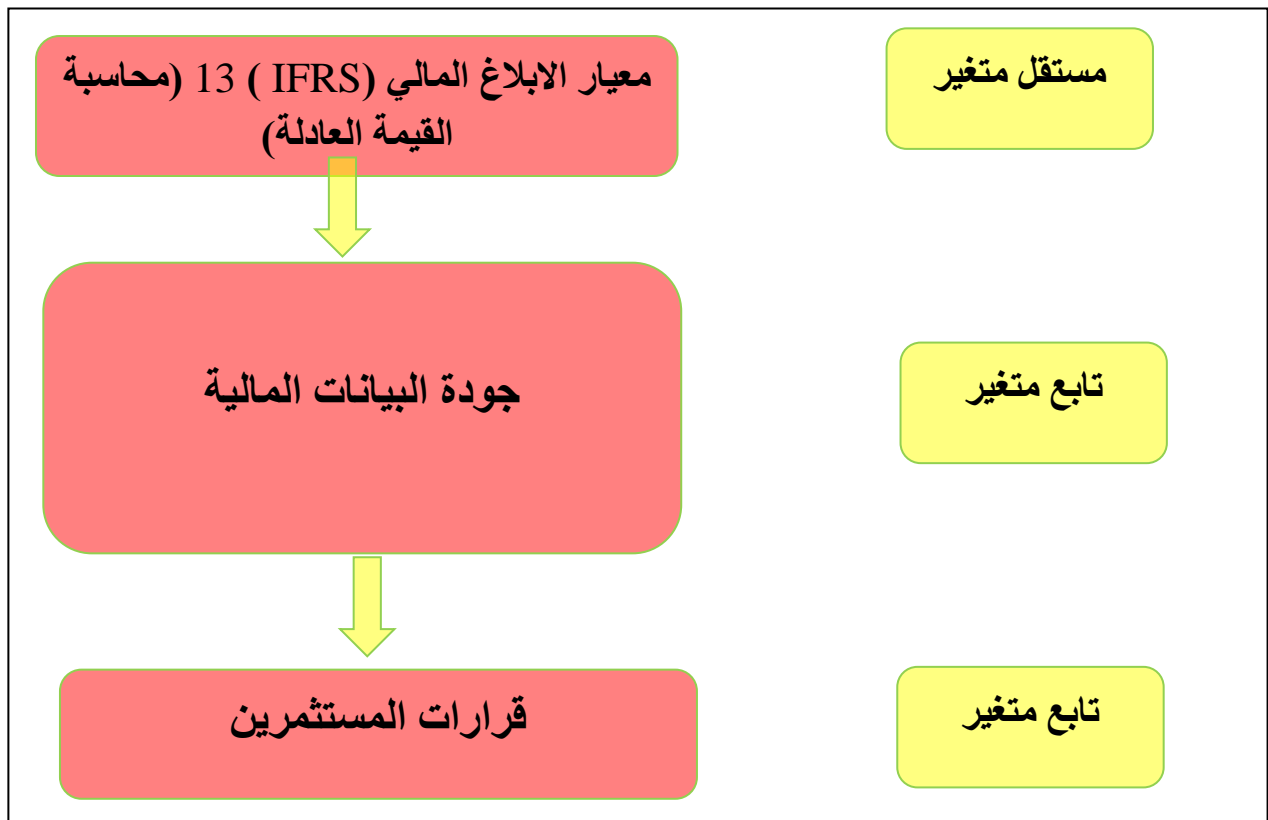 معيار الابلاغ المالي (IFRS ) 13 (محاسبة
القيمة العادلة)
مستقل متغير
جودة البيانات المالية
تابع متغير
قرارات المستثمرين
تابع متغير